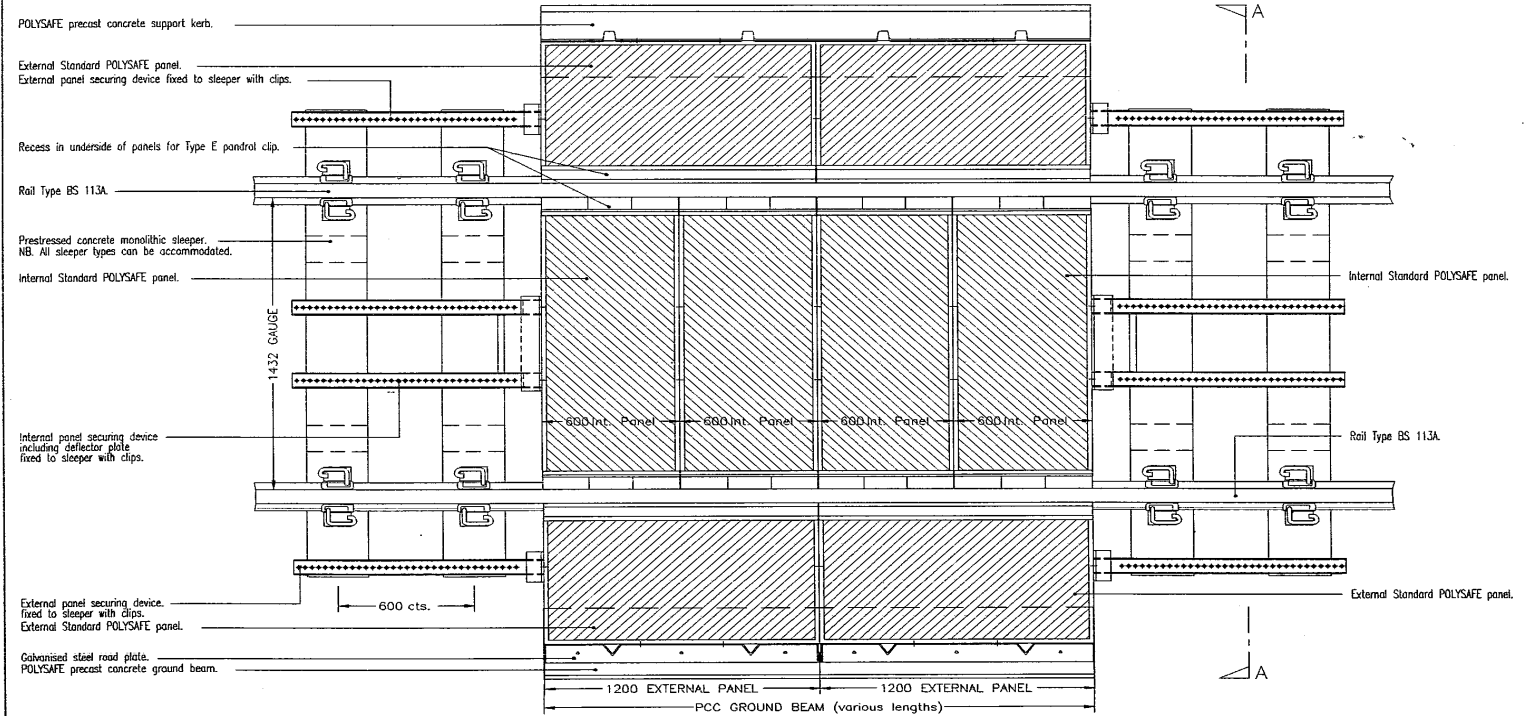 POLYSAFE precast concrete support kerb.
A
External Standard POLYSAFE panel.
External panel securing device fixed to sleeper with clips.
Recess in underside of panels for Type E pandrol clip.
Rail Type BS 113A.
Prestressed concrete monolithic sleeper.
NB. All sleeper types can be accommodated.
Internal Standard POLYSAFE panel.
Internal Standard POLYSAFE panel.
1432 GAUGE
600 Int. Panel
600 Int. Panel
600 Int. Panel
600 Int. Panel
Internal panel securing device
including deflector plate
fixed to sleeper with clips.
Rail Type BS 113A.
External panel securing device.
fixed to sleeper with clips.
600 cts.
External Standard POLYSAFE panel.
External Standard POLYSAFE panel.
Galvanised steel road plate.
POLYSAFE precast concrete ground beam.
A
1200 EXTERNAL PANEL
1200 EXTERNAL PANEL
PCC GROUND BEAM (various lengths)